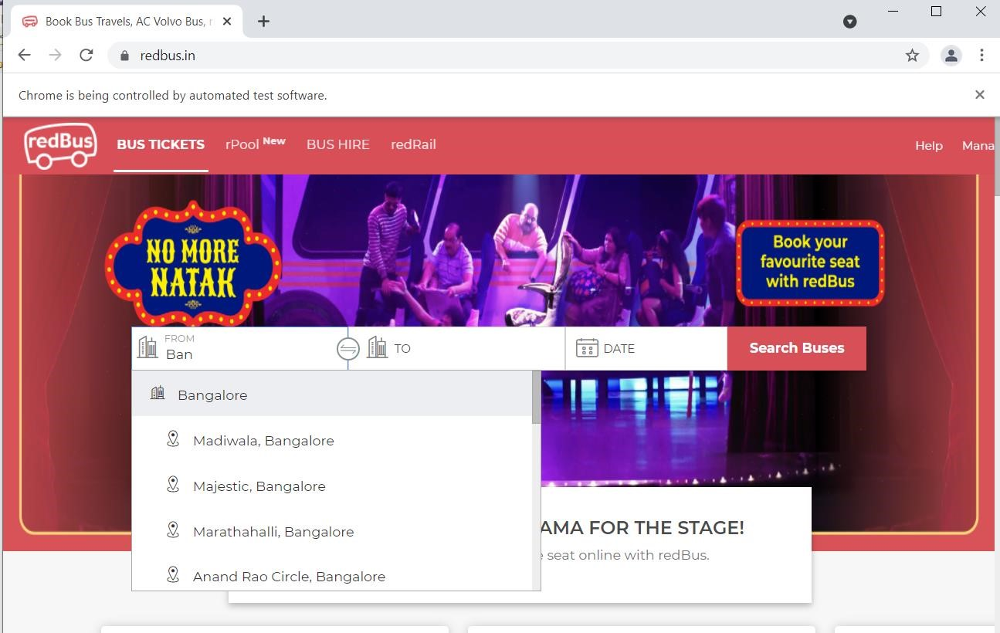 Book Bus Travels, AC Volvo Bus,
redbus.in
Chrome is being controlled by automated test software.
redBus
BUS TICKETS
rPool New
BUS HIRE
redRail
Help
Mana
NO MORE
NATAK
Book your
favourite seat
with redBus
FROM
Ban
TO
DATE
Search Buses
Bangalore
Madiwala, Bangalore
Majestic, Bangalore
Marathahalli, Bangalore
Anand Rao Circle, Bangalore
AMA FOR THE STAGE!
seat online with redBus.